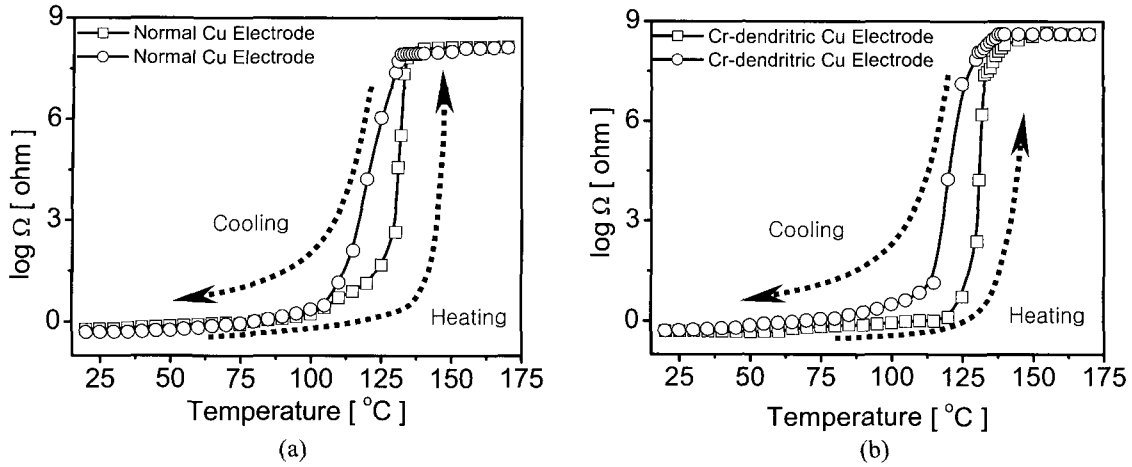 9
6
3
0
log Ω [ ohm ]
Normal Cu Electrode
Normal Cu Electrode
Cooling
Heating
25 50 75 100 125 150 175
Temperature [ °C ]
(a)
9
6
3
0
log Ω [ ohm ]
Cr-dendritric Cu Electrode
Cr-dendritric Cu Electrode
Cooling
Heating
25 50 75 100 125 150 175
Temperature [ °C ]
(b)